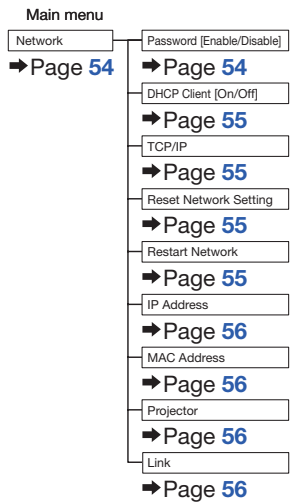 Main menu
Network
➡Page 54
Password [Enable/Disable]
➡Page 54
DHCP Client [On/Off]
➡Page 55
TCP/IP
➡Page 55
Reset Network Setting
➡Page 55
Restart Network
➡Page 55
IP Address
➡Page 56
MAC Address
➡Page 56
Projector
➡Page 56
Link
➡Page 56